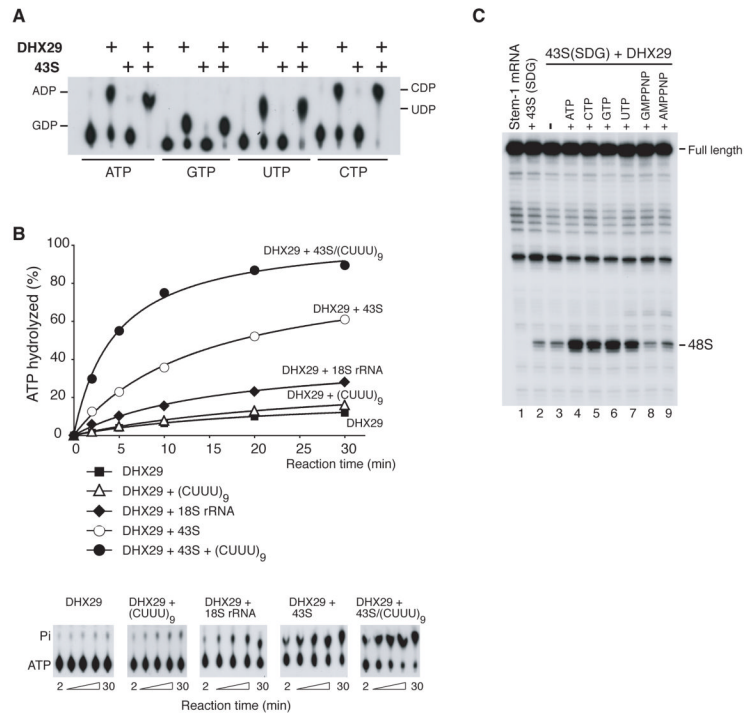 A
DHX29 + + + + + + + +
43S + + + + + + + +
ADP
GDP
CDP
UDP
ATP GTP UTP CTP
B
ATP hydrolyzed (%)
100
80
60
40
20
0
0 5 10 15 20 25 30
Reaction time (min)
DHX29 + 43S/(CUUU)9
DHX29 + 43S
DHX29 + 18S rRNA
DHX29 + (CUUU)9
DHX29
DHX29
DHX29 + (CUUU)9
DHX29 + 18S rRNA
DHX29 + 43S
DHX29 + 43S + (CUUU)9
DHX29
DHX29 +
(CUUU)9
DHX29 +
18S rRNA
DHX29 +
43S
DHX29 +
43S/(CUUU)9
Pi
ATP
2 30 2 30 2 30 2 30 2 30
Reaction time (min)
C
43S(SDG) + DHX29
Stem-1 mRNA
+ 43S (SDG)
-
+ ATP
+ CTP
+ GTP
+ UTP
+ GMPPNP
+ AMPPNP
Full length
48S
1 2 3 4 5 6 7 8 9